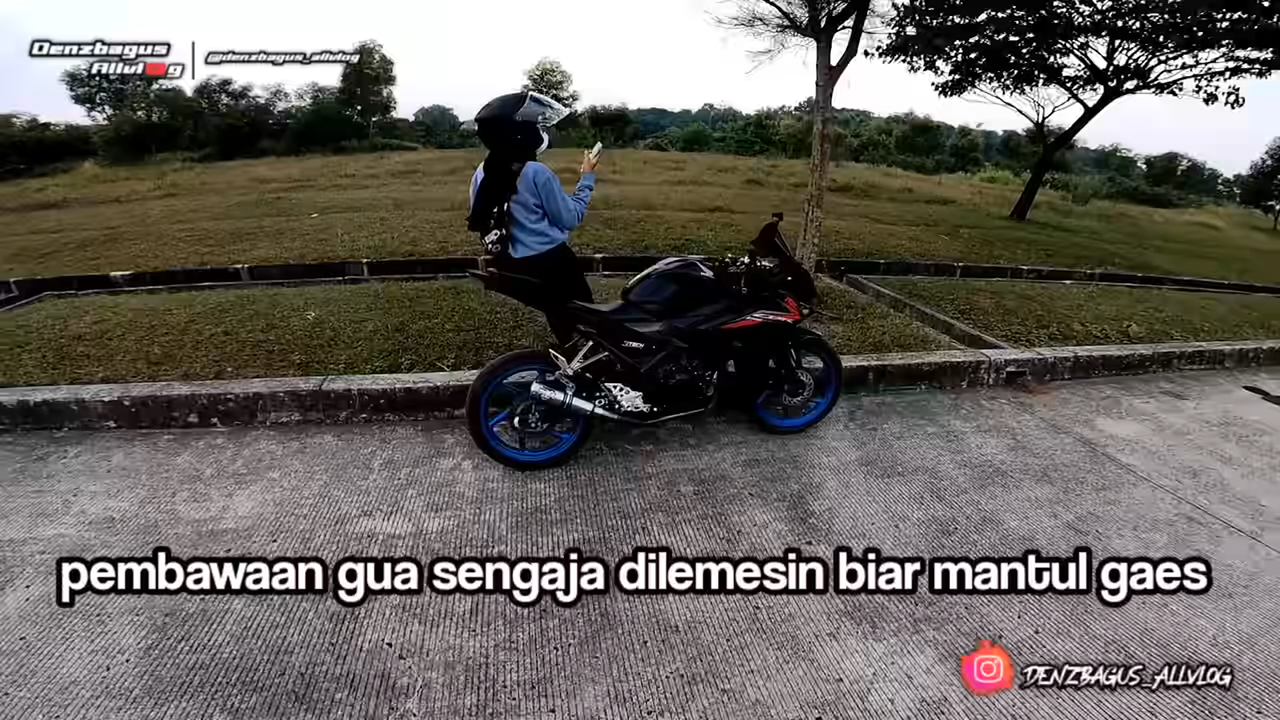 Denzbagus
Allvlog
@denzbagus_allvlog
pembawaan gua sengaja dilemesin biar mantul gaes
DENZBAGUS_ALLVLOG